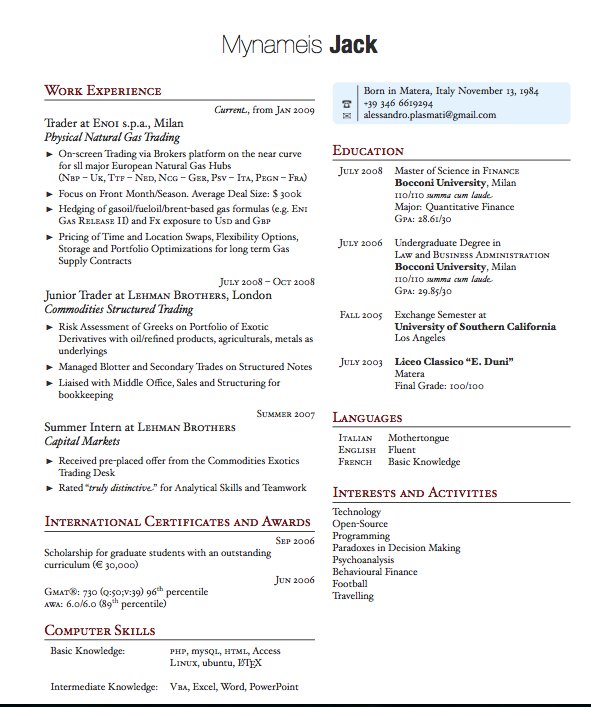 Mynameis Jack
Work Experience
Current, from Jan 2009
Trader at Enoi s.p.a., Milan
Physical Natural Gas Trading
► On-screen Trading via Brokers platform on the near curve
for sll major European Natural Gas Hubs
(Nbp – Uk, Ttf – Ned, Ncg – Ger, Psv – Ita, Pegn – Fra)
► Focus on Front Month/Season. Average Deal Size: $ 300k
► Hedging of gasoil/fueloil/brent-based gas formulas (e.g. Eni
Gas Release II) and Fx exposure to Usd and Gbp
► Pricing of Time and Location Swaps, Flexibility Options,
Storage and Portfolio Optimizations for long term Gas
Supply Contracts
July 2008 – Oct 2008
Junior Trader at Lehman Brothers, London
Commodities Structured Trading
► Risk Assessment of Greeks on Portfolio of Exotic
Derivatives with oil/refined products, agriculturals, metals as
underlyings
► Managed Blotter and Secondary Trades on Structured Notes
► Liaised with Middle Office, Sales and Structuring for
bookkeeping
Summer 2007
Summer Intern at Lehman Brothers
Capital Markets
► Received pre-placed offer from the Commodities Exotics
Trading Desk
► Rated "truly distinctive" for Analytical Skills and Teamwork
International Certificates and Awards
Sep 2006
Scholarship for graduate students with an outstanding
curriculum (€ 30,000)
Jun 2006
Gmat®: 730 (q:50;v:39) 96th percentile
awa: 6.0/6.0 (89th percentile)
Computer Skills
Basic Knowledge: php, mysql, html, Access
Linux, ubuntu, LaTeX
Intermediate Knowledge: Vba, Excel, Word, PowerPoint
Born in Matera, Italy November 13, 1984
+39 346 6619294
alessandro.plasmati@gmail.com
Education
July 2008 Master of Science in Finance
Bocconi University, Milan
110/110 summa cum laude
Major: Quantitative Finance
Gpa: 28.61/30
July 2006 Undergraduate Degree in
Law and Business Administration
Bocconi University, Milan
110/110 summa cum laude
Gpa: 29.85/30
Fall 2005 Exchange Semester at
University of Southern California
Los Angeles
July 2003 Liceo Classico "E. Duni"
Matera
Final Grade: 100/100
Languages
Italian Mothertongue
English Fluent
French Basic Knowledge
Interests and Activities
Technology
Open-Source
Programming
Paradoxes in Decision Making
Psychoanalysis
Behavioural Finance
Football
Travelling